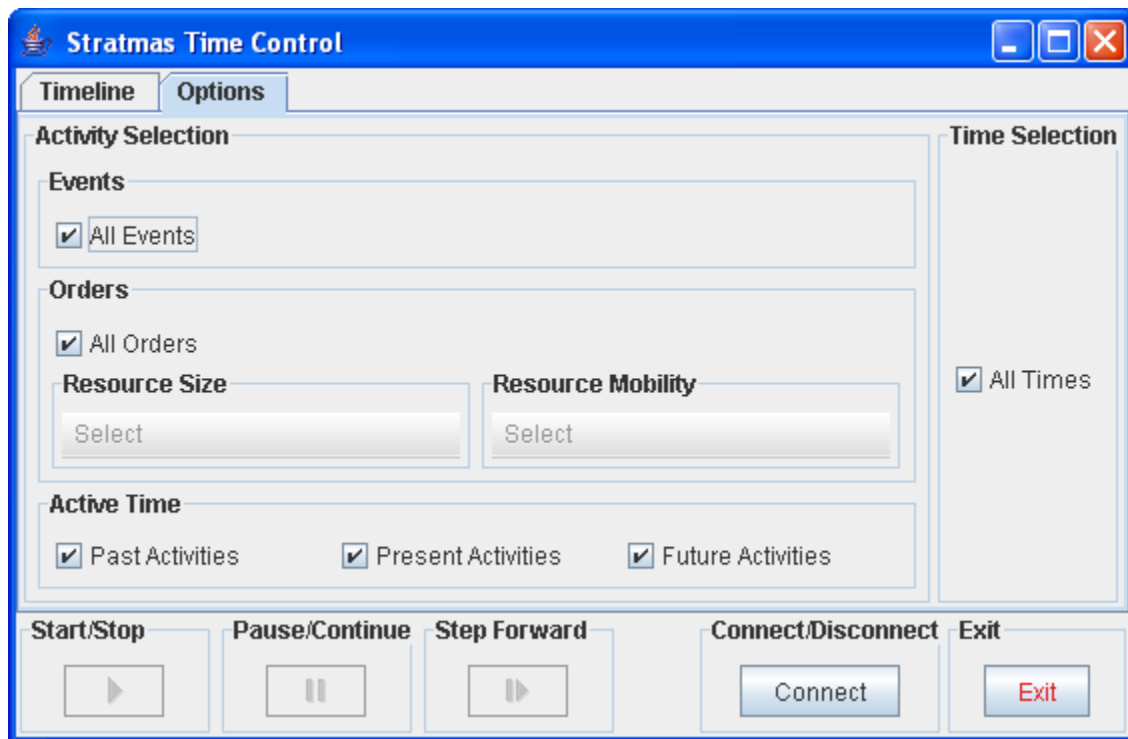 Stratmas Time Control
Timeline Options
Activity Selection
Time Selection
Events
All Events
Orders
All Orders
Resource Size
Resource Mobility
Select
Select
All Times
Active Time
Past Activities Present Activities Future Activities
Start/Stop Pause/Continue Step Forward Connect/Disconnect Exit
Connect Exit